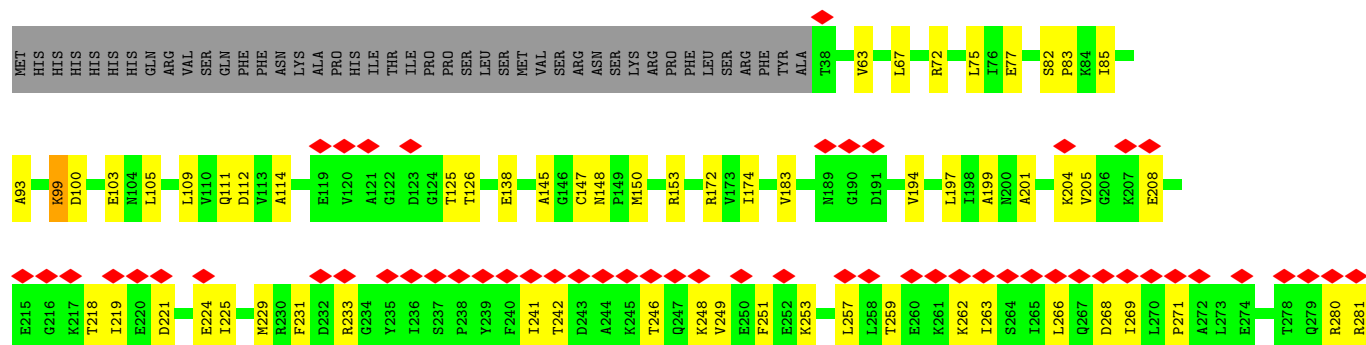 MET HIS HIS HIS HIS HIS HIS HIS GLN ARG VAL SER GLN PHE PHE ASN LYS ALA PRO HIS ILE THR ILE PRO PRO SER LEU SER MET VAL SER ARG ASN SER LYS ARG PRO PHE LEU SER ARG PHE TYR ALA T38 V63 L67 R72 L75 I76 E77 S82 P83 K84 I85
A93 K99 D100 E103 N104 L105 L109 V110 Q111 D112 V113 A114 E119 V120 A121 G122 D123 G124 T125 T126 E138 A145 G146 C147 N148 P149 M150 R153 R172 V173 I174 V183 N189 G190 D191 V194 L197 I198 A199 N200 A201 K204 V205 G206 K207 E208
E215 G216 K217 T218 I219 E220 D221 E224 I225 M229 R230 F231 D232 R233 G234 Y235 I236 S237 P238 Y239 F240 I241 T242 D243 A244 K245 T246 Q247 K248 V249 E250 F251 E252 K253 L257 L258 T259 E260 K261 K262 I263 S264 I265 L266 Q267 D268 I269 L270 P271 A272 L273 E274 T278 Q279 R280 R281